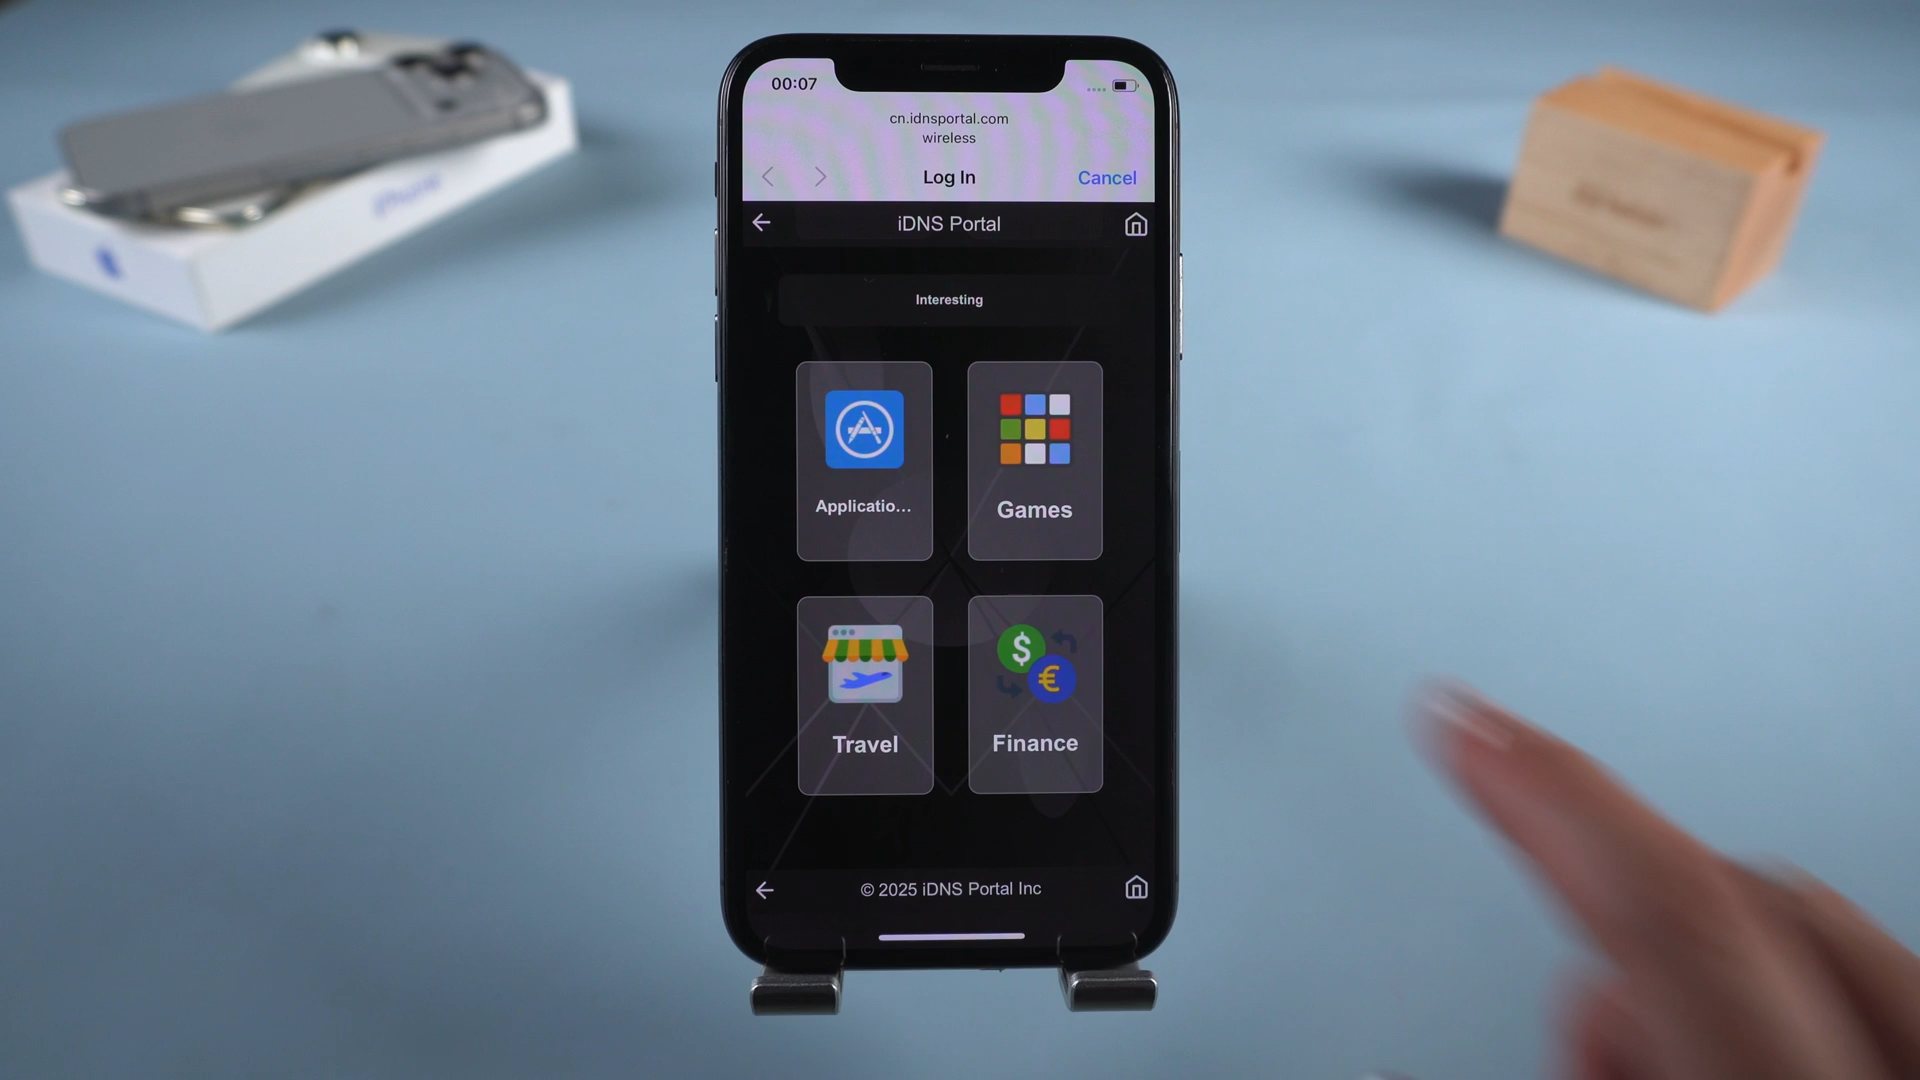 00:07
cn.idnsportal.com
wireless
Log In
Cancel
iDNS Portal
Interesting
Applicatio...
Games
$
€
Travel
Finance
© 2025 iDNS Portal Inc
iPhone